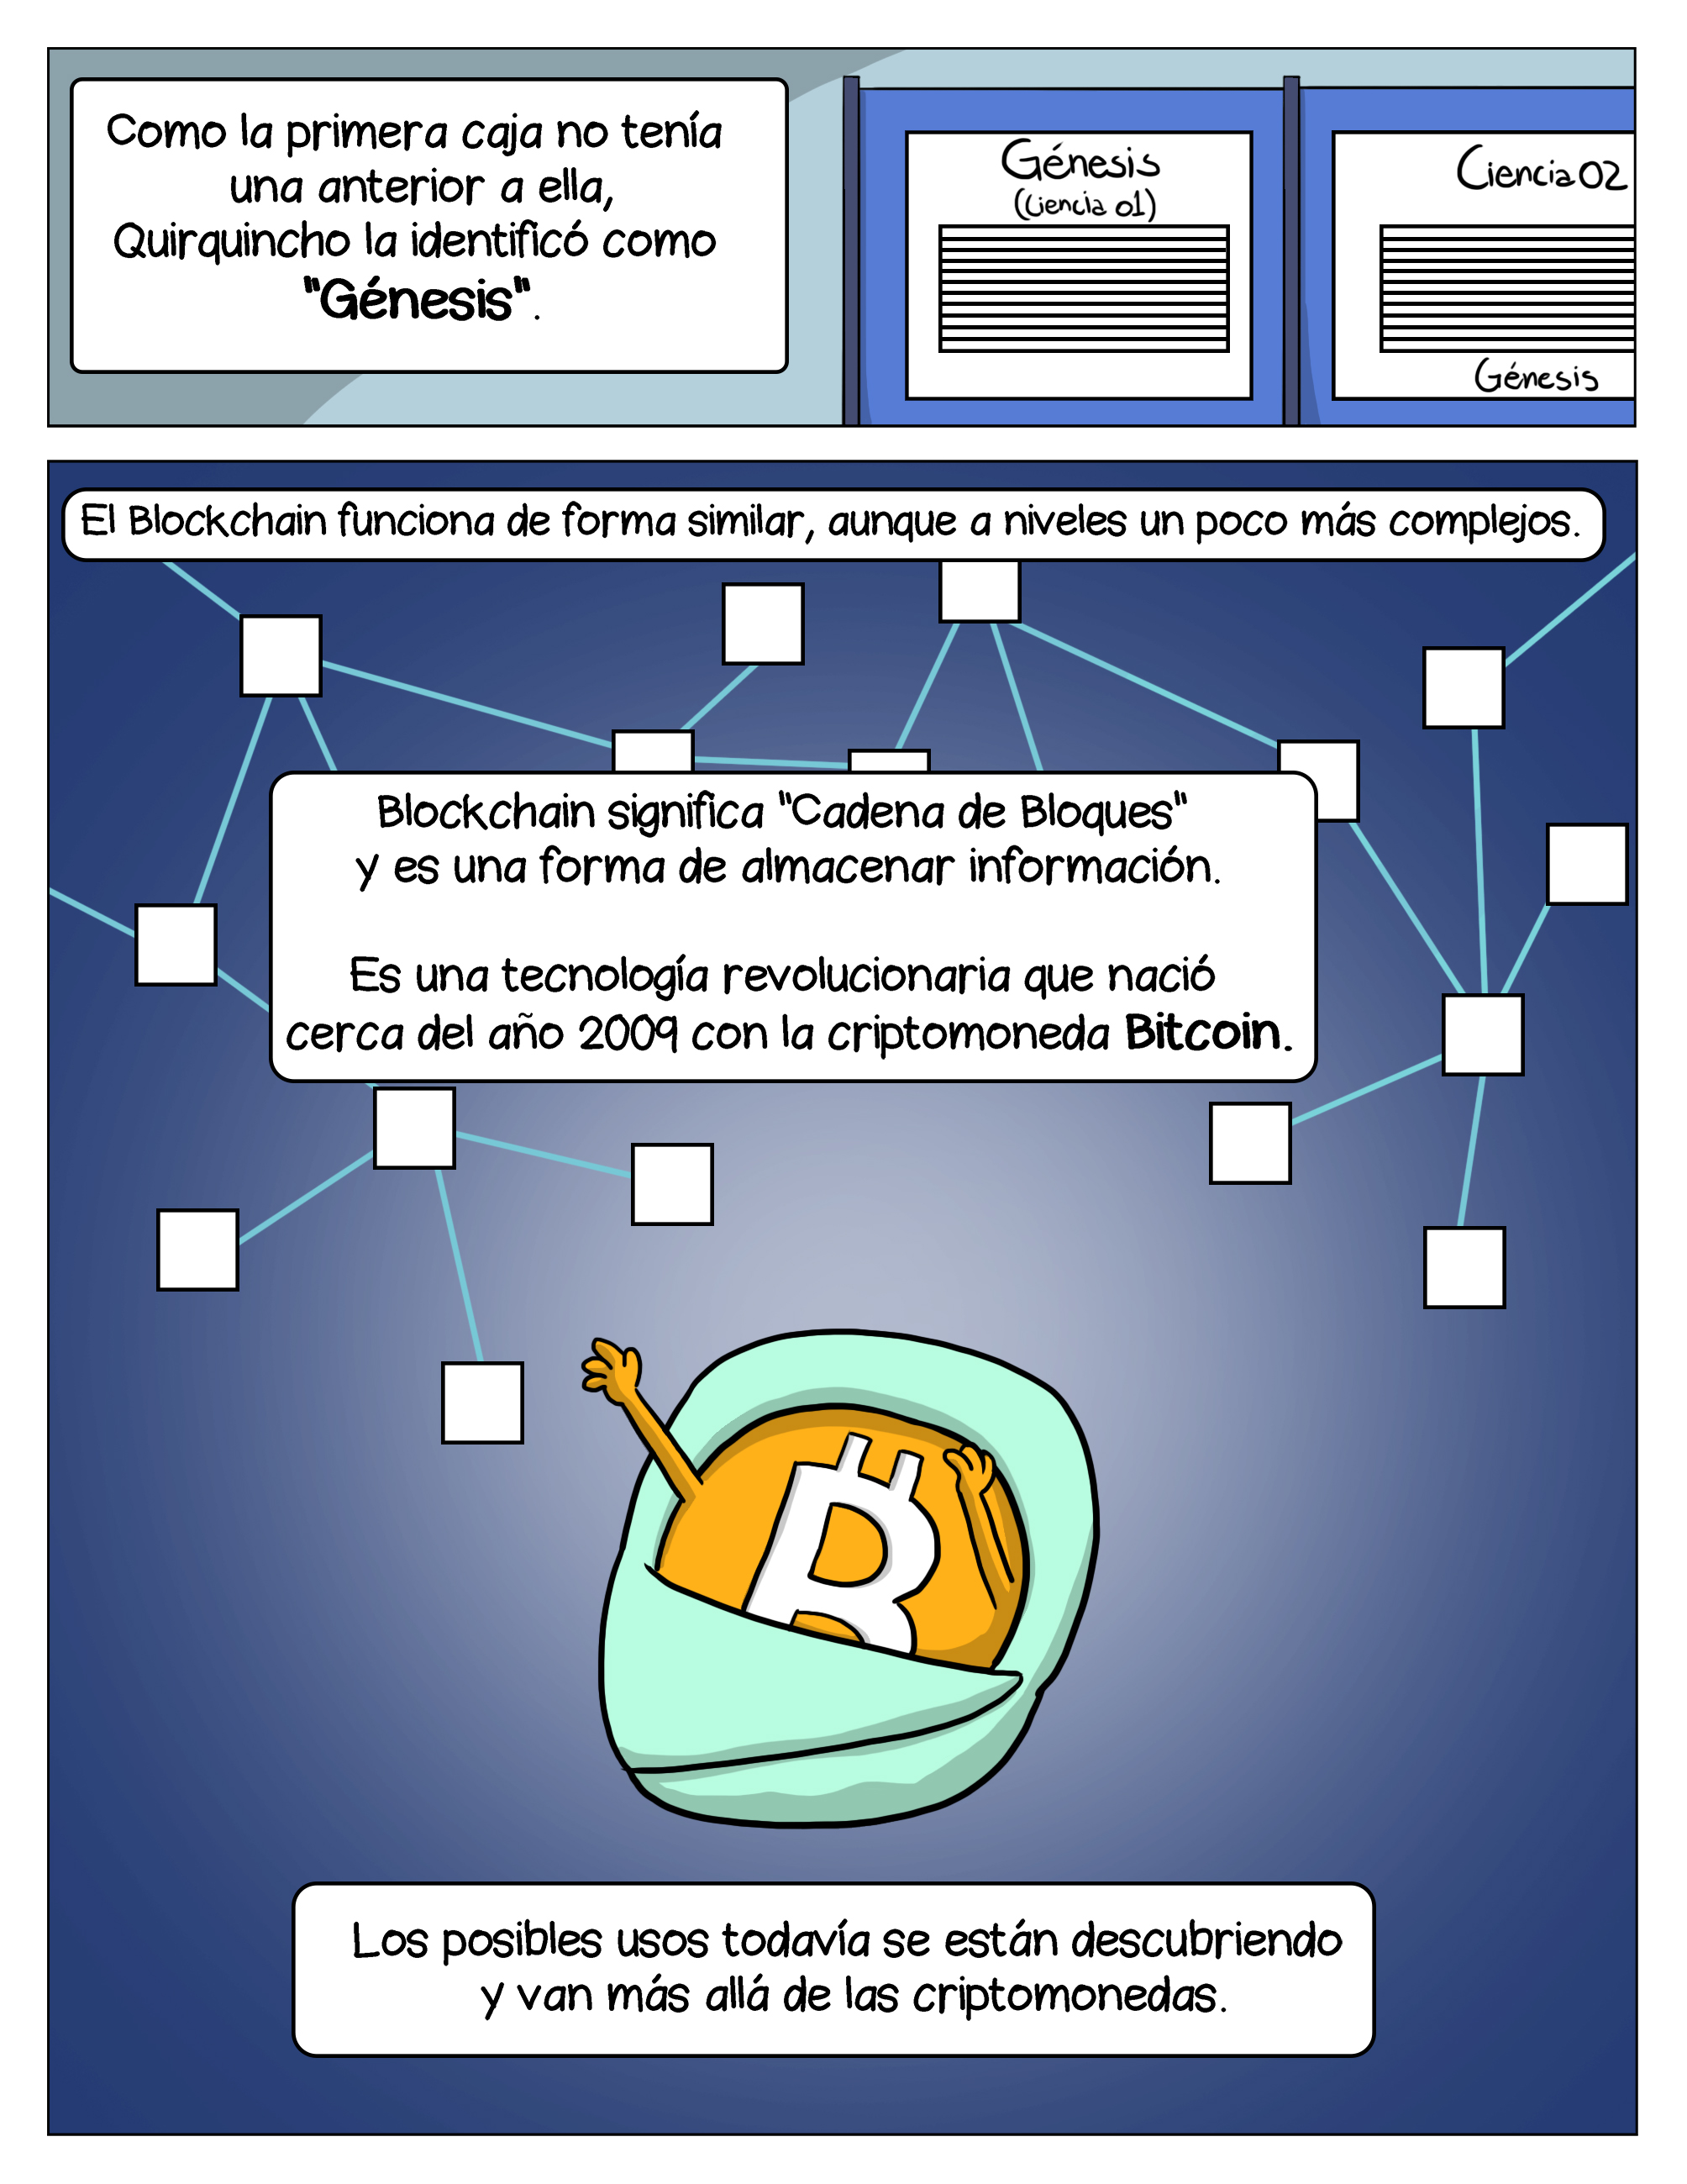 Como la primera caja no tenía
una anterior a ella,
Quirquincho la identificó como
"Génesis".
Génesis
(Ciencia 01)
Ciencia 02
Génesis
El Blockchain funciona de forma similar, aunque a niveles un poco más complejos.
Blockchain significa "Cadena de Bloques"
y es una forma de almacenar información.
Es una tecnología revolucionaria que nació
cerca del año 2009 con la criptomoneda Bitcoin.
Los posibles usos todavía se están descubriendo
y van más allá de las criptomonedas.